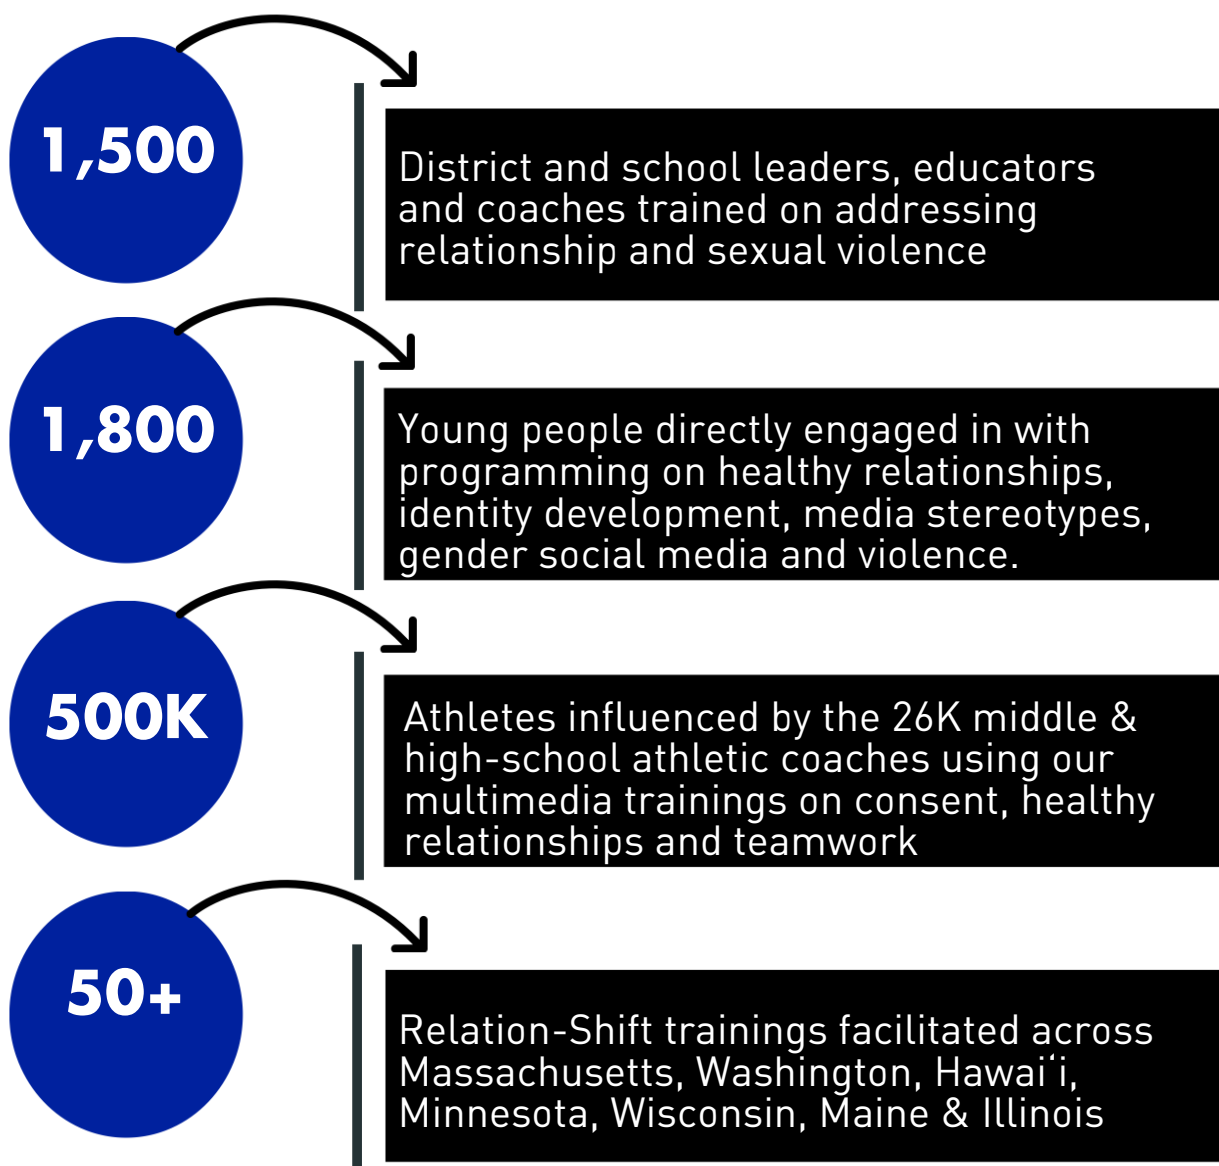 1,500
District and school leaders, educators
and coaches trained on addressing
relationship and sexual violence
1,800
Young people directly engaged in with
programming on healthy relationships,
identity development, media stereotypes,
gender social media and violence.
500K
Athletes influenced by the 26K middle &
high-school athletic coaches using our
multimedia trainings on consent, healthy
relationships and teamwork
50+
Relation-Shift trainings facilitated across
Massachusetts, Washington, Hawaiʻi,
Minnesota, Wisconsin, Maine & Illinois